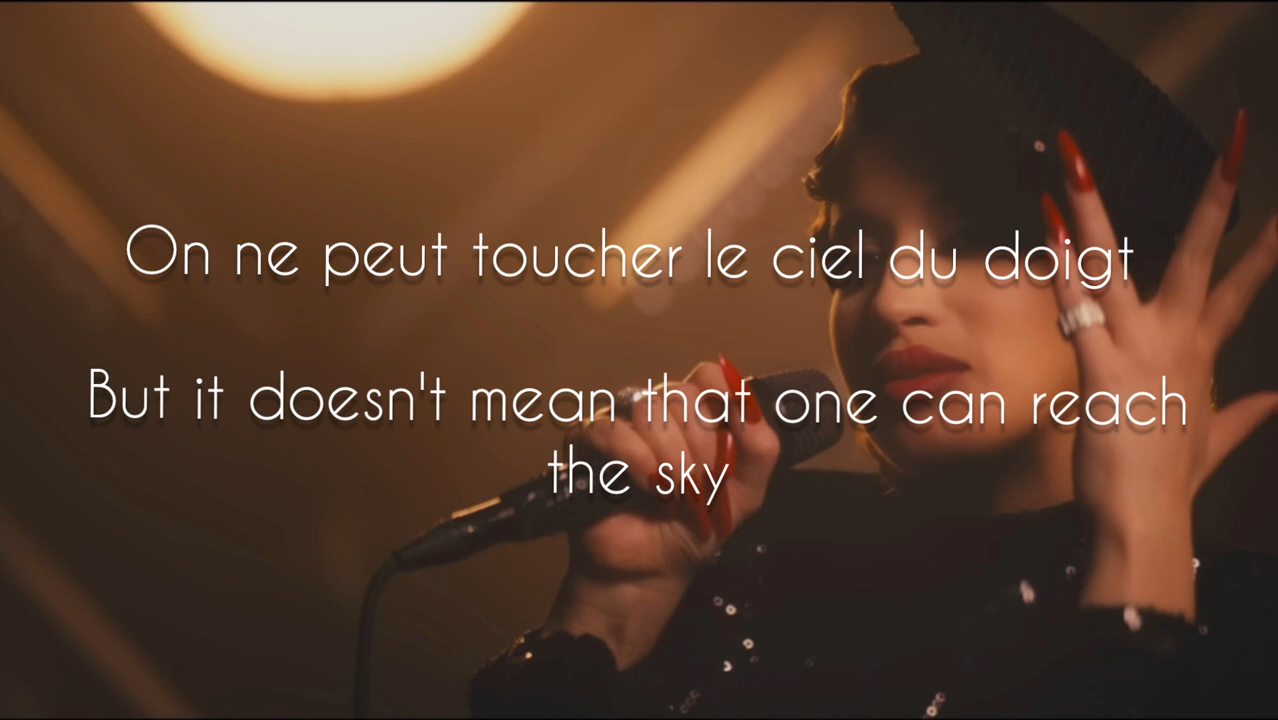 On ne peut toucher le ciel du doigt
But it doesn't mean that one can reach
the sky